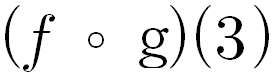 (f ∘ g)(3)